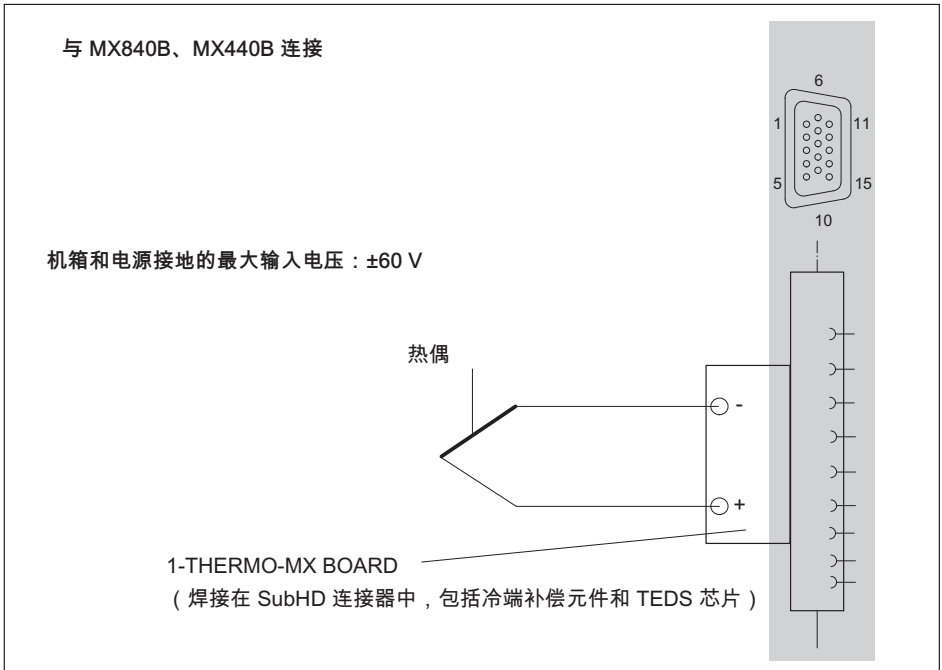 与 MX840B、MX440B 连接
6
1
11
5
15
10
机箱和电源接地的最大输入电压：±60 V
热偶
-
+
1-THERMO-MX BOARD
（焊接在 SubHD 连接器中，包括冷端补偿元件和 TEDS 芯片）